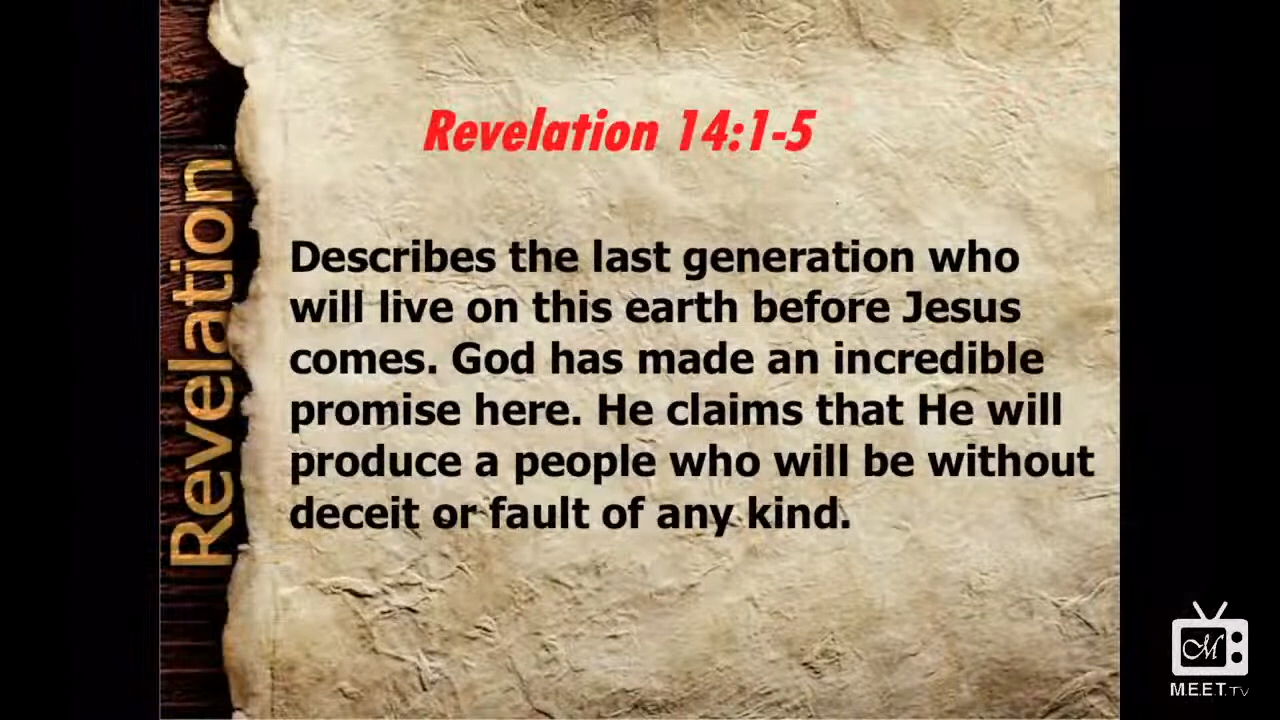 Revelation 14:1-5
Revelation
Describes the last generation who
will live on this earth before Jesus
comes. God has made an incredible
promise here. He claims that He will
produce a people who will be without
deceit or fault of any kind.
M
MEET.TV